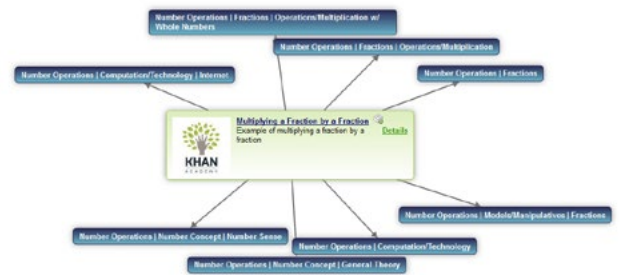 Number Operations | Fractions | Operations/Multiplication w/
Whole Numbers
Number Operations | Fractions | Operations/Multiplication
Number Operations | Computation/Technology | Internet
Number Operations | Fractions
Multiplying a Fraction by a Fraction
Example of multiplying a fraction by a
fraction
Details
KHAN
ACADEMY
Number Operations | Models/Manipulatives | Fractions
Number Operations | Number Concept | Number Sense
Number Operations | Computation/Technology
Number Operations | Number Concept | General Theory